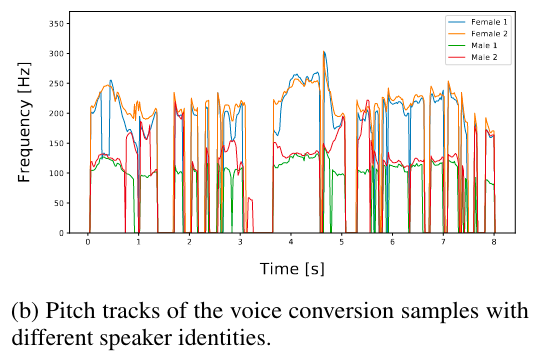 Female 1
Female 2
Male 1
Male 2
350
300
250
200
150
100
50
0
Frequency [Hz]
0 1 2 3 4 5 6 7 8
Time [s]
(b) Pitch tracks of the voice conversion samples with
different speaker identities.